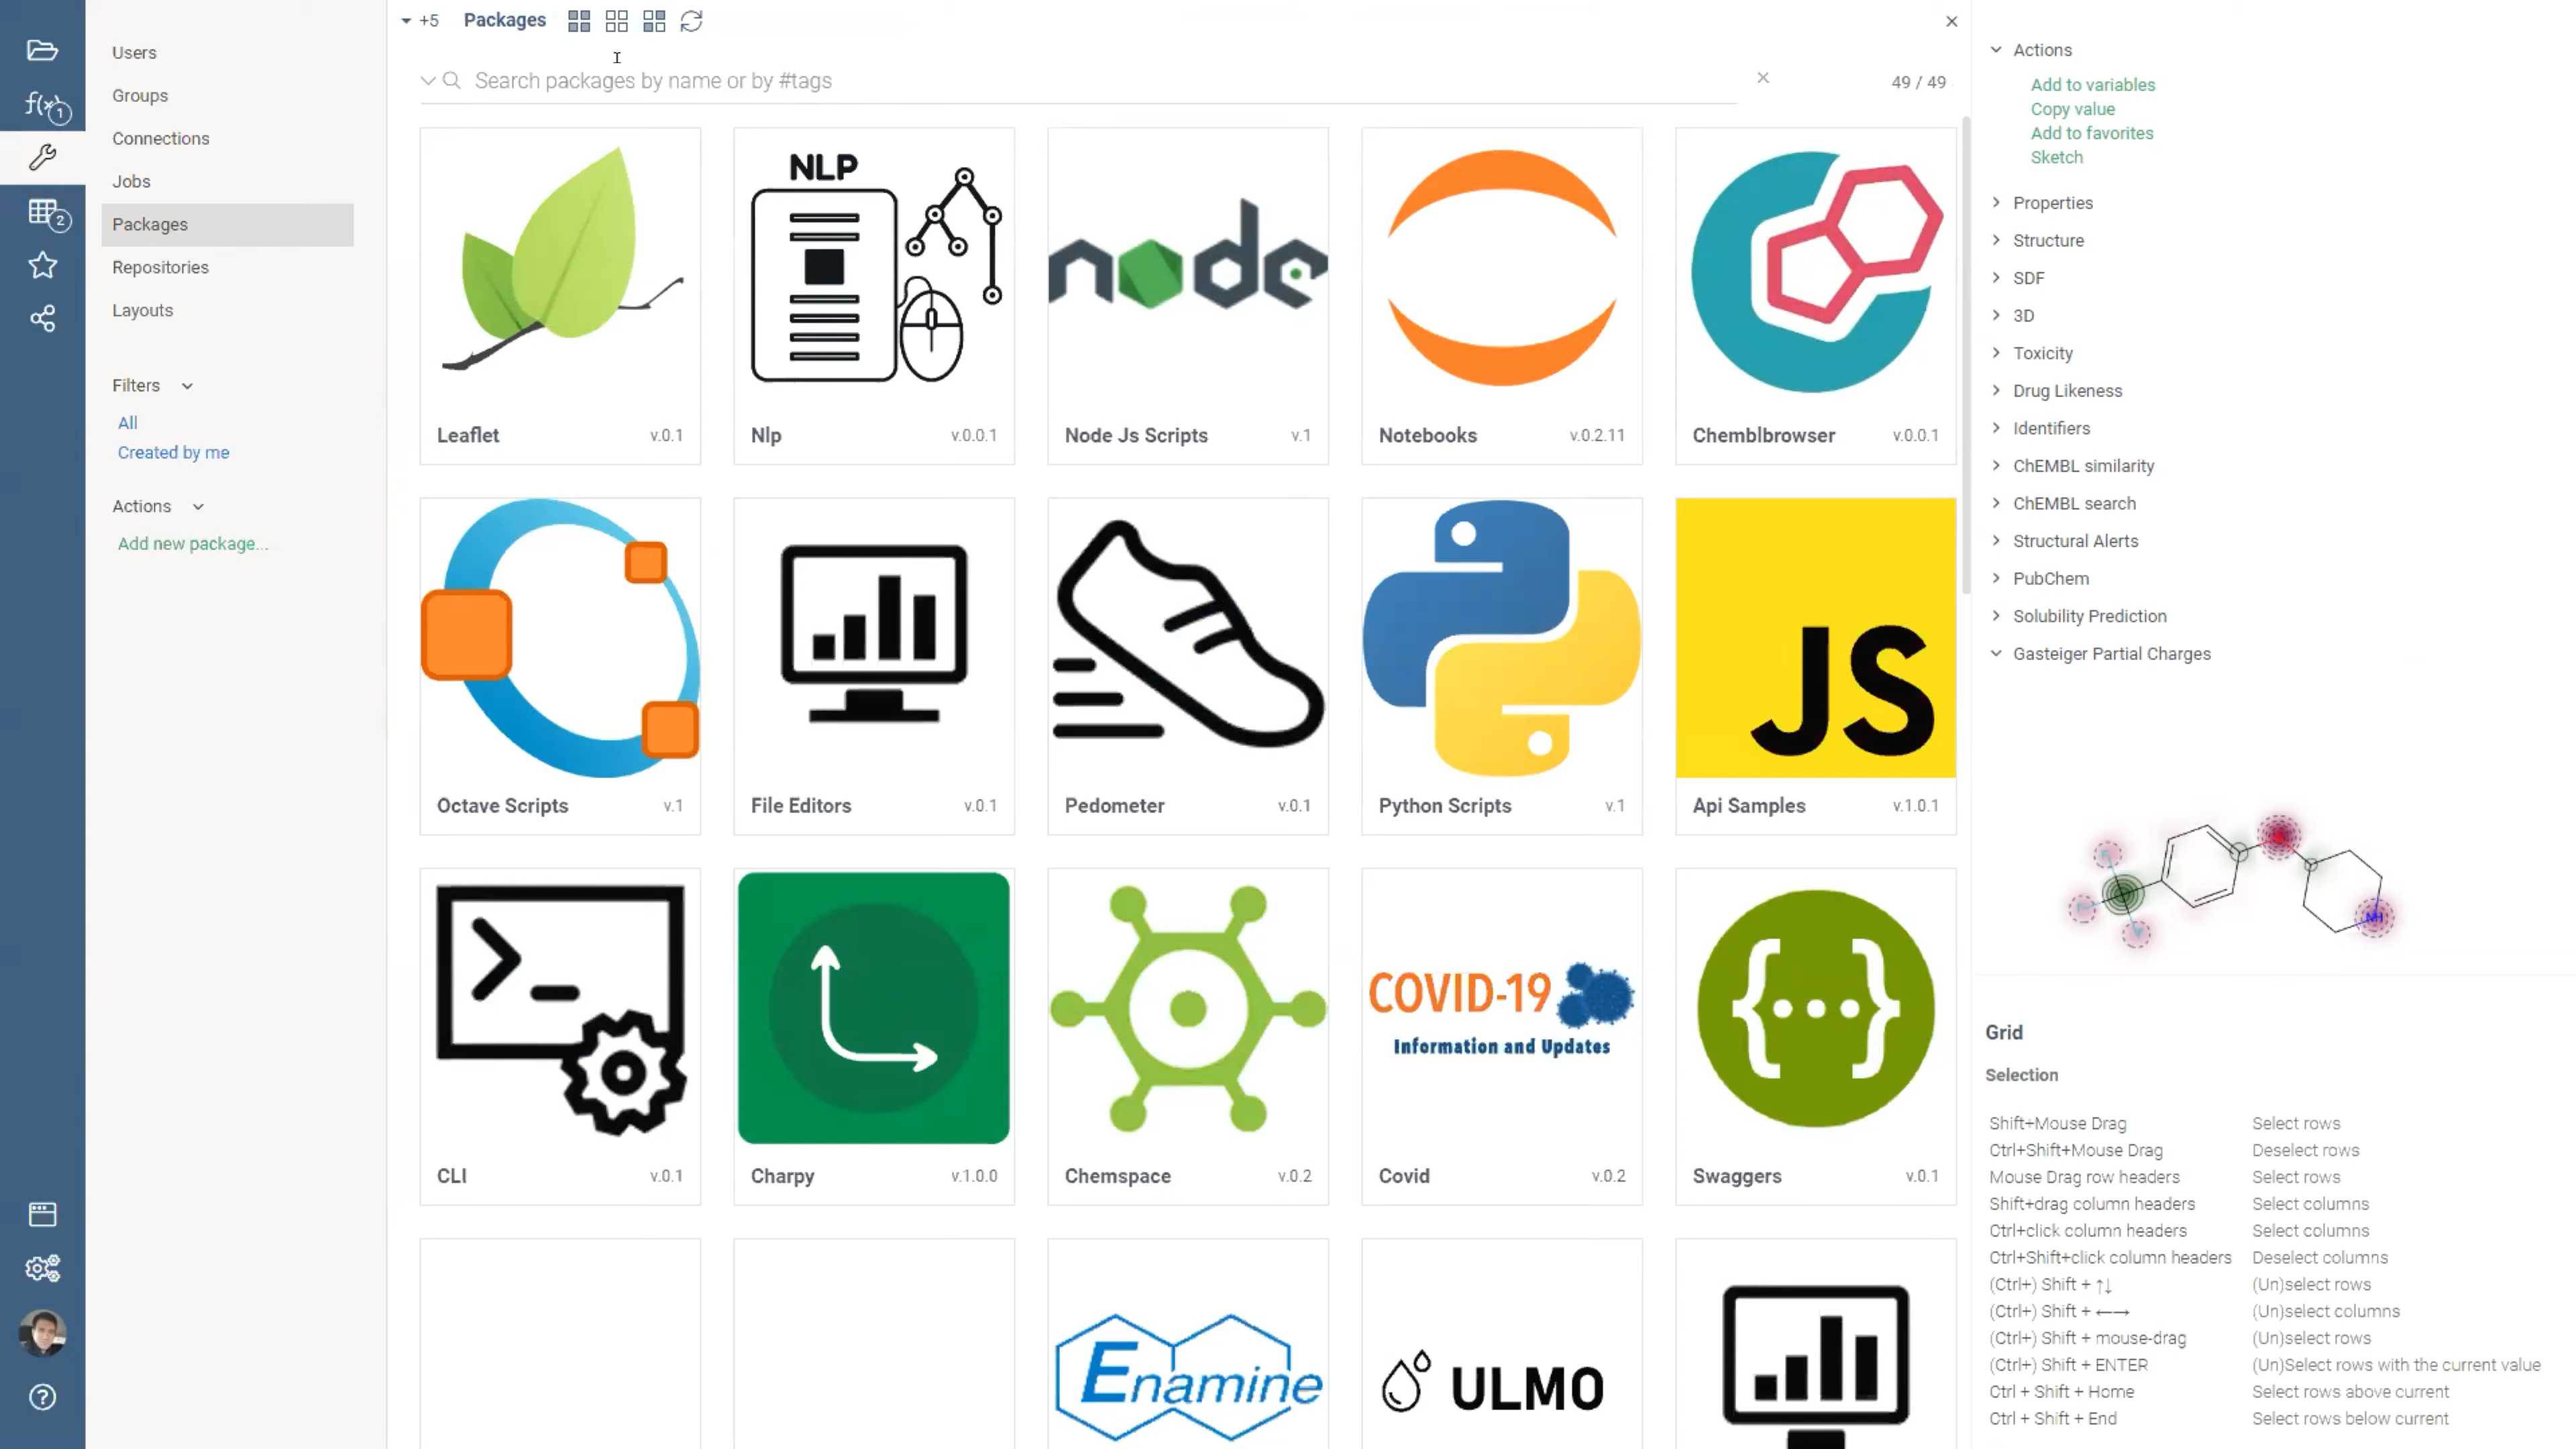 +5 Packages
Search packages by name or by #tags
49 / 49
f(x) 1
2
Users
Groups
Connections
Jobs
Packages
Repositories
Layouts
Filters
All
Created by me
Actions
Add new package...
NLP
node
Leaflet v.0.1
Nlp v.0.0.1
Node Js Scripts v.1
Notebooks v.0.2.11
Chemblbrowser v.0.0.1
JS
Octave Scripts v.1
File Editors v.0.1
Pedometer v.0.1
Python Scripts v.1
Api Samples v.1.0.1
COVID-19
Information and Updates
{...}
CLI v.0.1
Charpy v.1.0.0
Chemspace v.0.2
Covid v.0.2
Swaggers v.0.1
Enamine
ULMO
Actions
Add to variables
Copy value
Add to favorites
Sketch
Properties
Structure
SDF
3D
Toxicity
Drug Likeness
Identifiers
ChEMBL similarity
ChEMBL search
Structural Alerts
PubChem
Solubility Prediction
Gasteiger Partial Charges
NH
Grid
Selection
Shift+Mouse Drag Select rows
Ctrl+Shift+Mouse Drag Deselect rows
Mouse Drag row headers Select rows
Shift+drag column headers Select columns
Ctrl+click column headers Select columns
Ctrl+Shift+click column headers Deselect columns
(Ctrl+) Shift + ↑↓ (Un)select rows
(Ctrl+) Shift + ←→ (Un)select columns
(Ctrl+) Shift + mouse-drag (Un)select rows
(Ctrl+) Shift + ENTER (Un)Select rows with the current value
Ctrl + Shift + Home Select rows above current
Ctrl + Shift + End Select rows below current